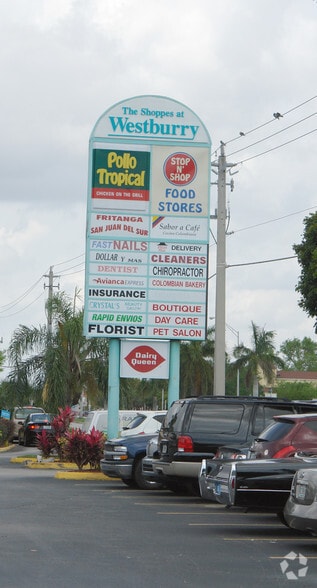 The Shoppes at
Westburry
Pollo
Tropical
CHICKEN ON THE GRILL
STOP
N'
SHOP
FOOD
STORES
FRITANGA
SAN JUAN DEL SUR
Sabor a Café
FAST NAILS
DELIVERY
CLEANERS
DOLLAR & MORE
DENTIST
CHIROPRACTOR
Avianca
COLOMBIAN BAKERY
INSURANCE
CRYSTAL'S
BOUTIQUE
RAPID ENVIOS
DAY CARE
FLORIST
PET SALON
Dairy
Queen